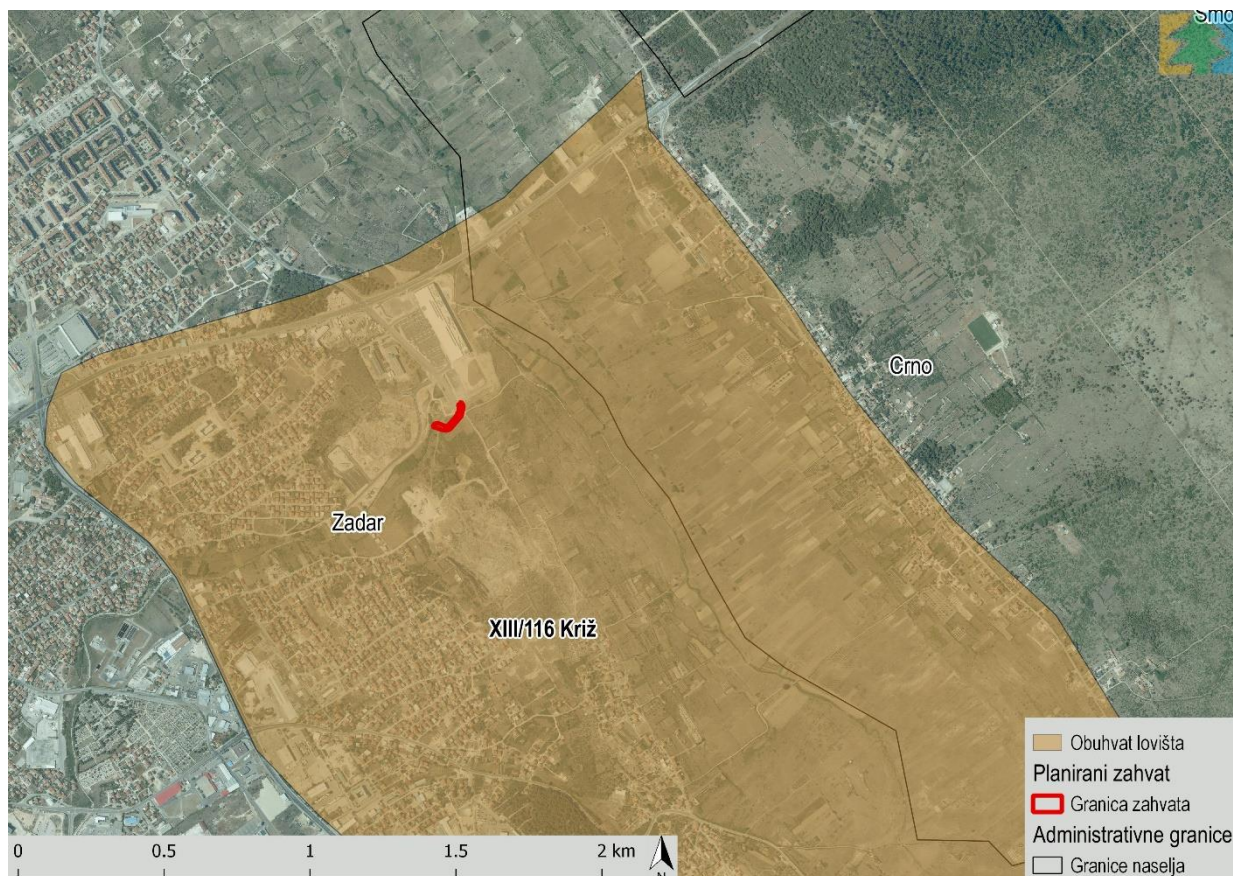 Crno
Zadar
XIII/116 Križ
Obuhvat lovišta
Planirani zahvat
Granica zahvata
Administrativne granice
Granice naselja
0 0.5 1 1.5 2 km